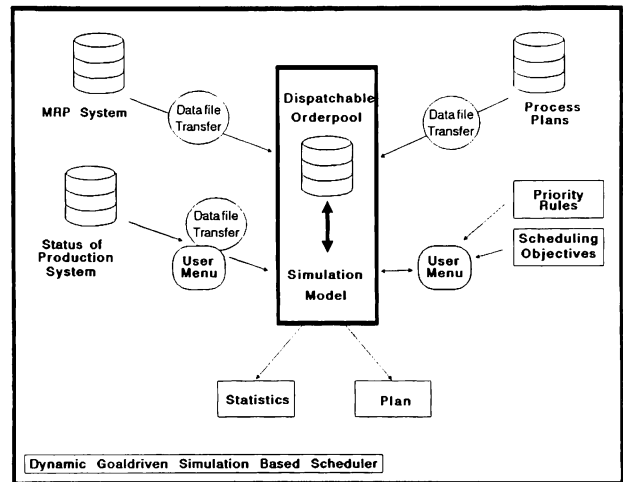 MRP System
Data file
Transfer
Dispatchable
Orderpool
Data file
Transfer
Process
Plans
Status of
Production
System
Data file
Transfer
User
Menu
Simulation
Model
User
Menu
Priority
Rules
Scheduling
Objectives
Statistics
Plan
Dynamic Goaldriven Simulation Based Scheduler